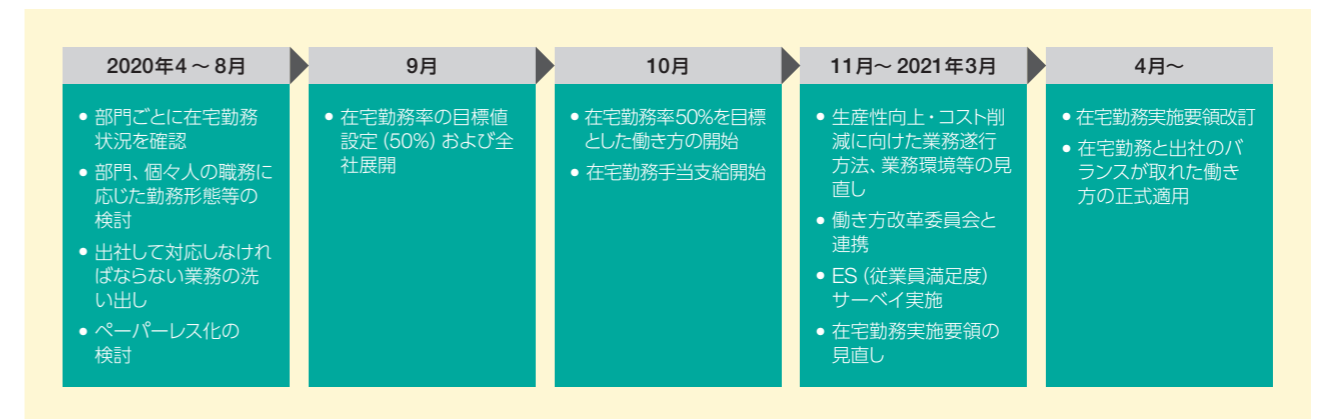 2020年4～8月
• 部門ごとに在宅勤務
状況を確認
• 部門、個々人の職務に
応じた勤務形態等の
検討
• 出社して対応しなけれ
ばならない業務の洗
い出し
• ペーパーレス化の
検討
9月
• 在宅勤務率の目標値
設定（50%）および全
社展開
10月
• 在宅勤務率50%を目標
とした働き方の開始
• 在宅勤務手当支給開始
11月～2021年3月
• 生産性向上・コスト削
減に向けた業務遂行
方法、業務環境等の見
直し
• 働き方改革委員会と
連携
• ES（従業員満足度）
サーベイ実施
• 在宅勤務実施要領の
見直し
4月～
• 在宅勤務実施要領改訂
• 在宅勤務と出社のバ
ランスが取れた働き
方の正式適用